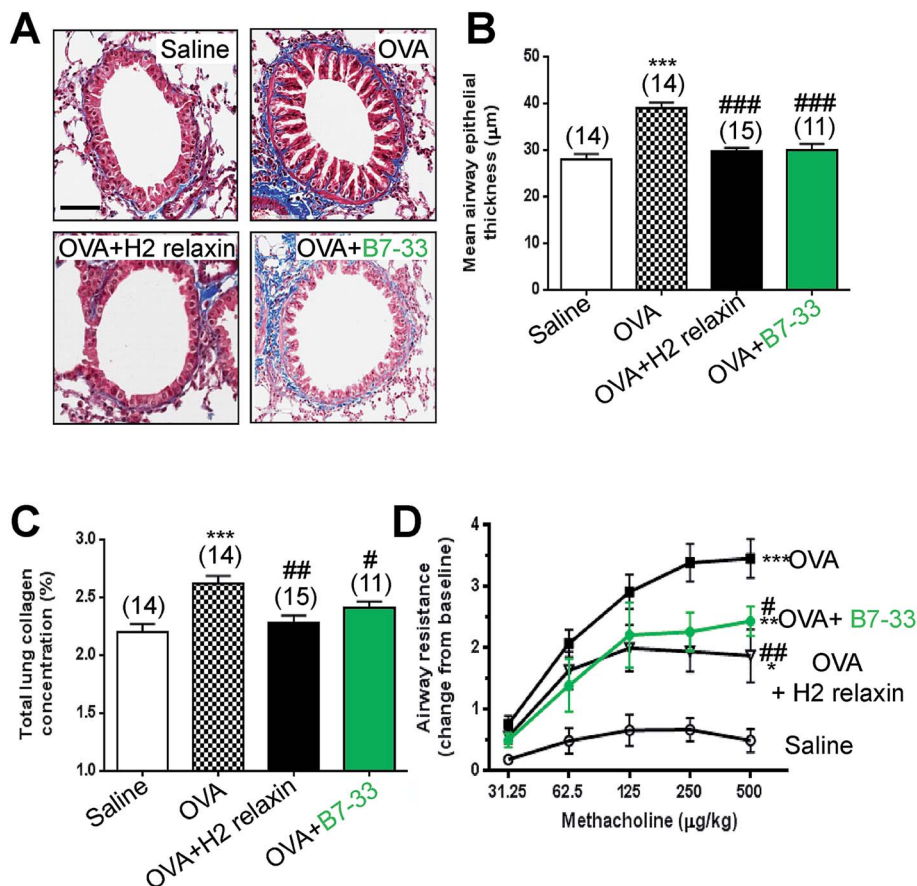 A
Saline
OVA
OVA+H2 relaxin
OVA+B7-33
B
Mean airway epithelial
thickness (μm)
50
40
30
20
10
0
(14)
***
(14)
###
(15)
###
(11)
Saline
OVA
OVA+H2 relaxin
OVA+B7-33
C
Total lung collagen
concentration (%)
3.0
2.5
2.0
1.5
1.0
(14)
***
(14)
##
(15)
#
(11)
Saline
OVA
OVA+H2 relaxin
OVA+B7-33
D
Airway resistance
(change from baseline)
4
3
2
1
0
***OVA
#
**OVA+ B7-33
##
* OVA
+ H2 relaxin
Saline
31.25 62.5 125 250 500
Methacholine (μg/kg)